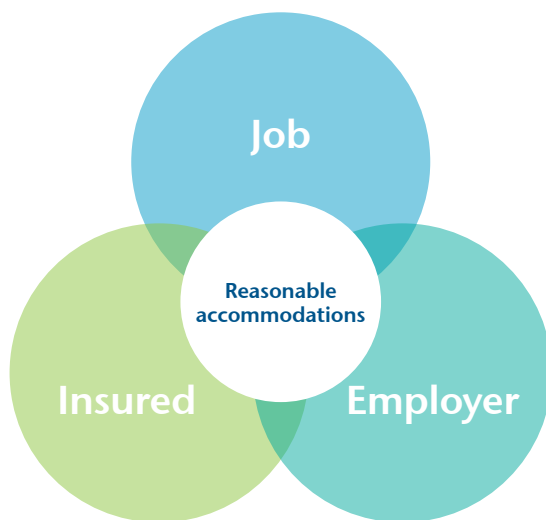 Job
Reasonable
accommodations
Insured
Employer